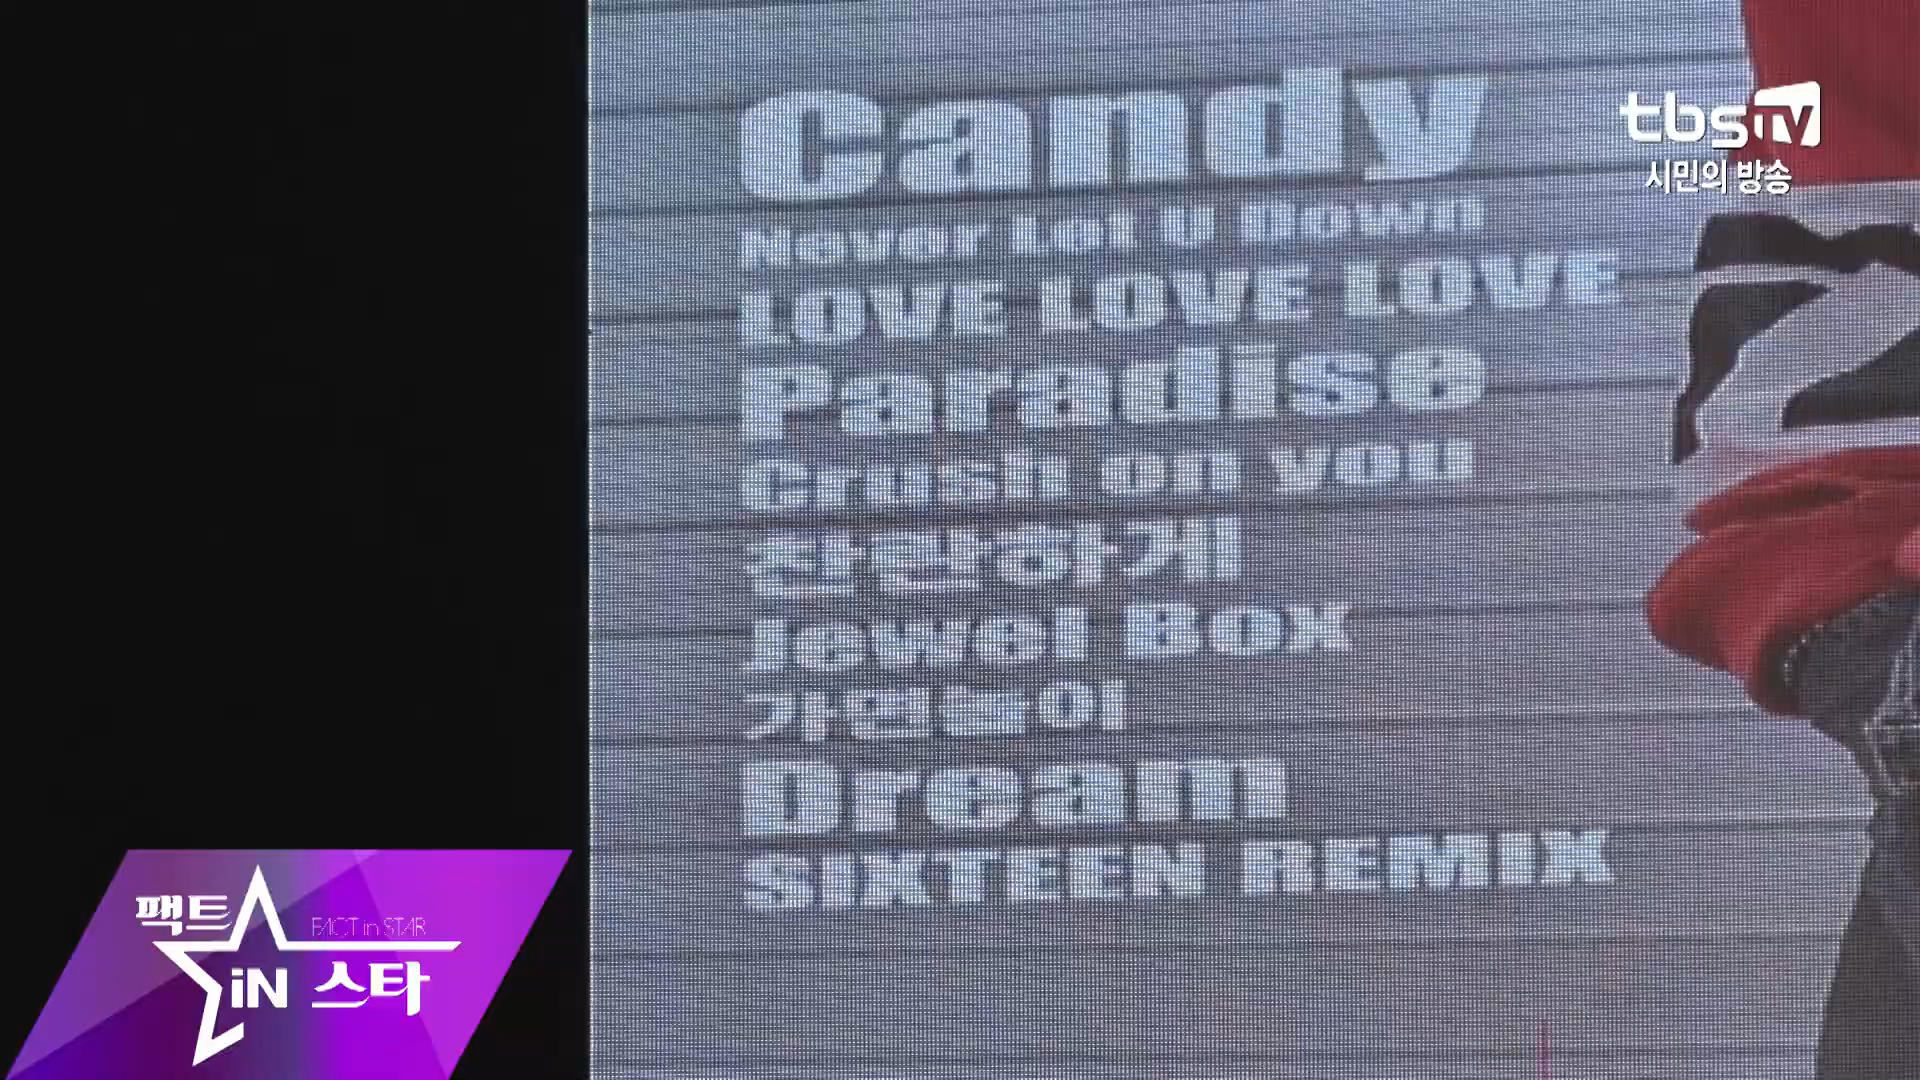 Candy
Never Let U Down
LOVE LOVE LOVE
Paradise
Crush on you
찬란하게
Jewel Box
가면놀이
Dream
SIXTEEN REMIX
tbs TV
시민의 방송
팩트
FACT in STAR
iN 스타